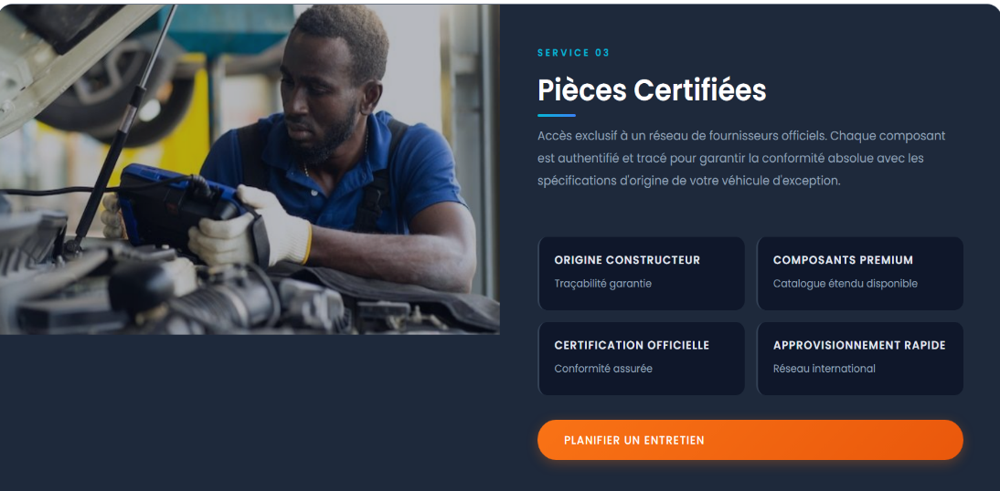 SERVICE 03
Pièces Certifiées
Accès exclusif à un réseau de fournisseurs officiels. Chaque composant
est authentifié et tracé pour garantir la conformité absolue avec les
spécifications d'origine de votre véhicule d'exception.
ORIGINE CONSTRUCTEUR
Traçabilité garantie
COMPOSANTS PREMIUM
Catalogue étendu disponible
CERTIFICATION OFFICIELLE
Conformité assurée
APPROVISIONNEMENT RAPIDE
Réseau international
PLANIFIER UN ENTRETIEN